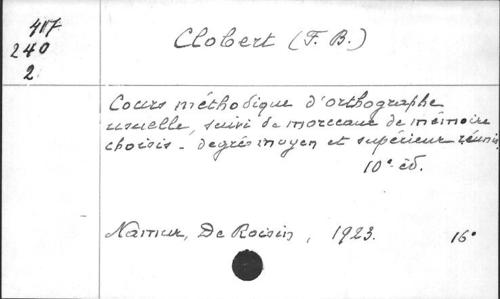 417
240
2.
Clobert (F. B.)
Cours méthodique d'orthographe
usuelle, suivi de morceaux de mémoire
choisis - degrés moyen et supérieur réunis.
10e éd.
Namur, De Roisin, 1923. 16°